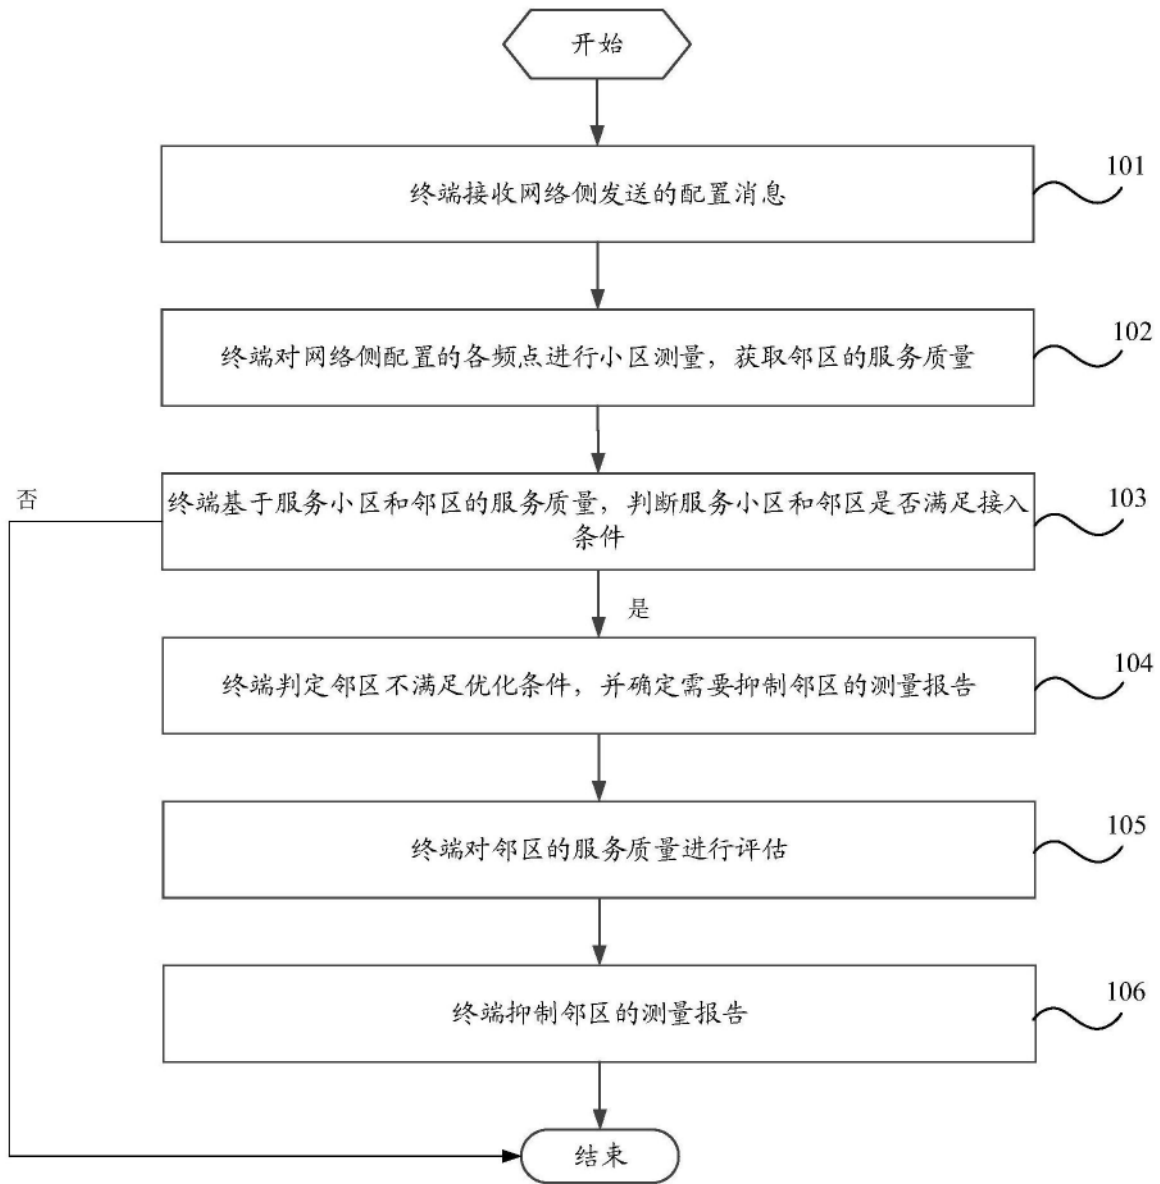 开始
终端接收网络侧发送的配置消息
101
终端对网络侧配置的各频点进行小区测量，获取邻区的服务质量
102
否
终端基于服务小区和邻区的服务质量，判断服务小区和邻区是否满足接入
条件
103
是
终端判定邻区不满足优化条件，并确定需要抑制邻区的测量报告
104
终端对邻区的服务质量进行评估
105
终端抑制邻区的测量报告
106
结束